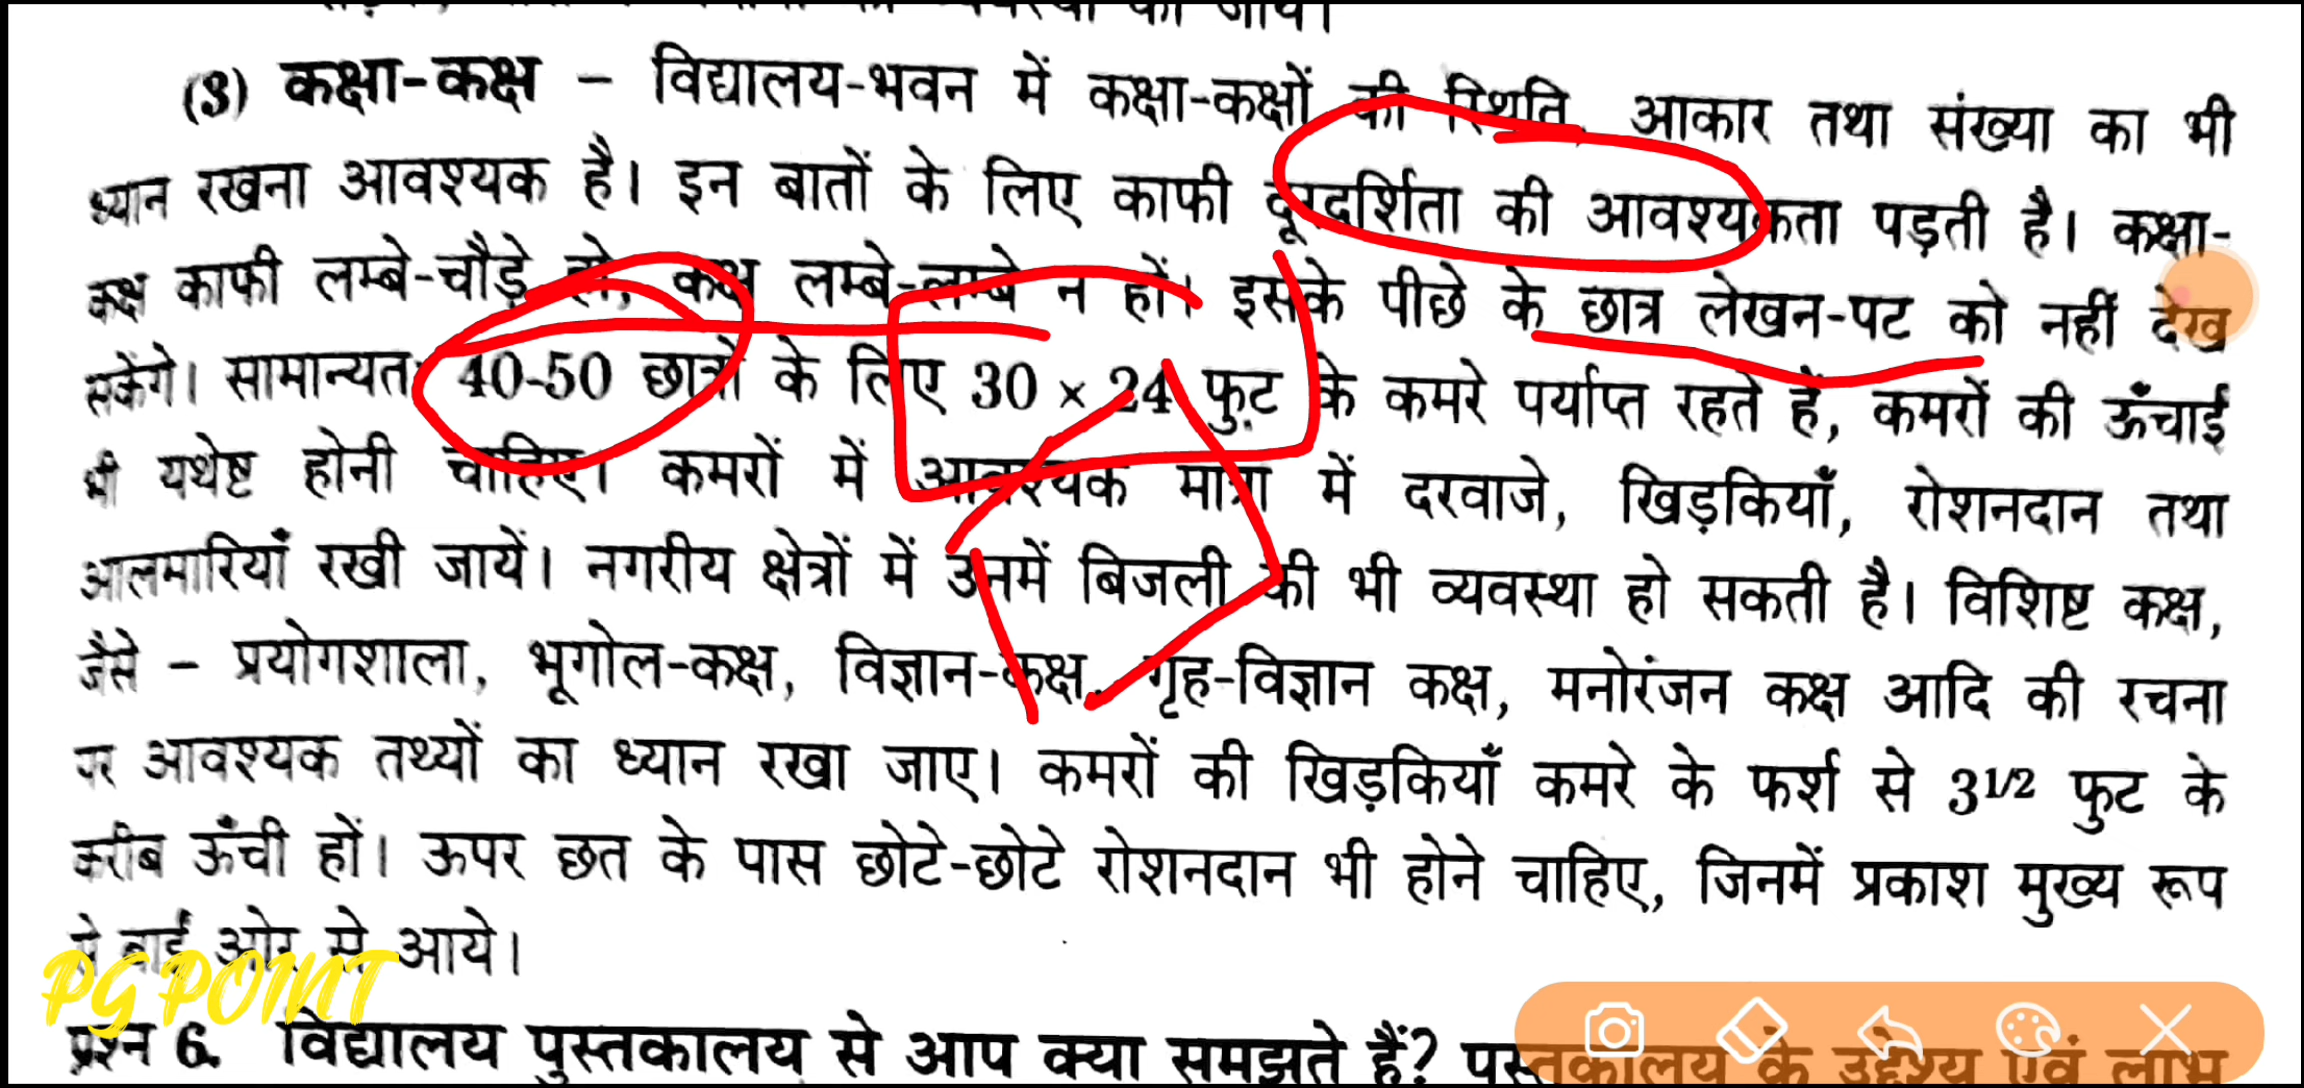 की जाय।
(3) कक्षा-कक्ष – विद्यालय-भवन में कक्षा-कक्षों की स्थिति, आकार तथा संख्या का भी
ध्यान रखना आवश्यक है। इन बातों के लिए काफी दूरदर्शिता की आवश्यकता पड़ती है। कक्षा-
कक्ष काफी लम्बे-चौड़े हो, कक्ष लम्बे-लम्बे न हों। इसके पीछे के छात्र लेखन-पट को नहीं देख
सकेंगे। सामान्यतः 40-50 छात्रों के लिए 30 × 24 फुट के कमरे पर्याप्त रहते हैं, कमरों की ऊँचाई
भी यथेष्ट होनी चाहिए। कमरों में आवश्यक मात्रा में दरवाजे, खिड़कियाँ, रोशनदान तथा
आलमारियाँ रखी जायें। नगरीय क्षेत्रों में उनमें बिजली की भी व्यवस्था हो सकती है। विशिष्ट कक्ष,
जैसे – प्रयोगशाला, भूगोल-कक्ष, विज्ञान-कक्ष, गृह-विज्ञान कक्ष, मनोरंजन कक्ष आदि की रचना
पर आवश्यक तथ्यों का ध्यान रखा जाए। कमरों की खिड़कियाँ कमरे के फर्श से 3 1/2 फुट के
करीब ऊँची हों। ऊपर छत के पास छोटे-छोटे रोशनदान भी होने चाहिए, जिनमें प्रकाश मुख्य रूप
से बाईं ओर से आये।
PG POINT
प्रश्न 6. विद्यालय पुस्तकालय से आप क्या समझते हैं? पुस्तकालय के उद्देश्य एवं लाभ